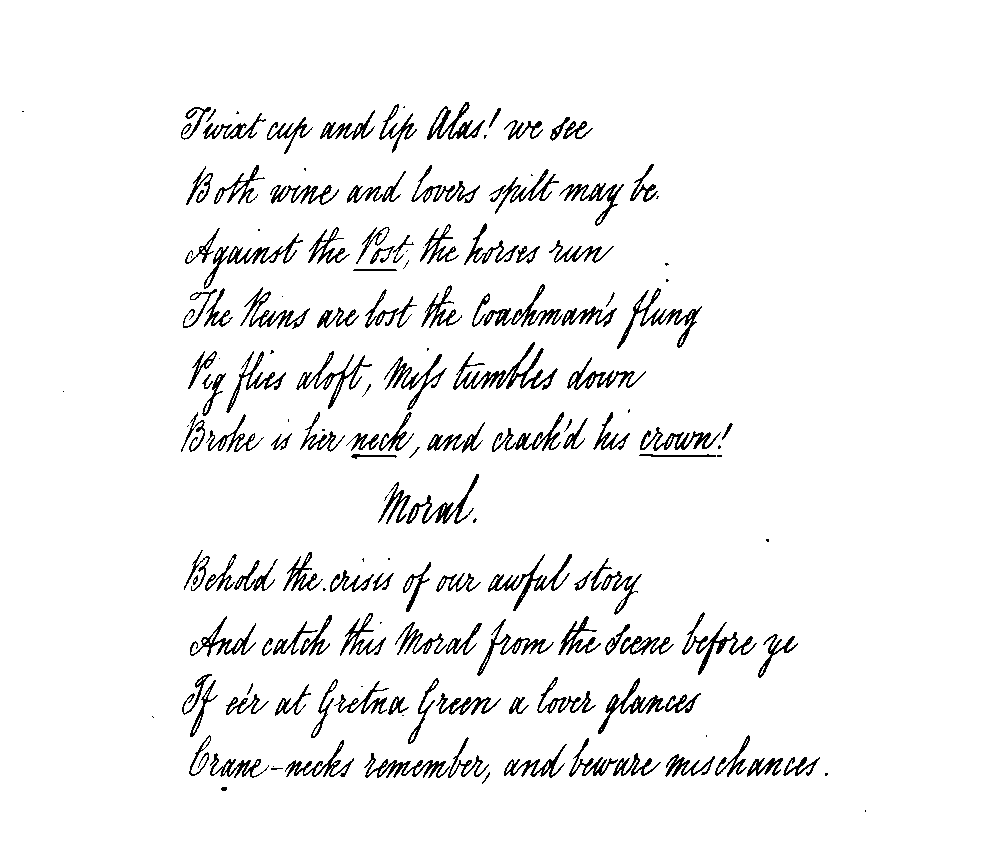 Twixt cup and lip Alas! we see
Both wine and lovers spilt may be.
Against the Post, the horses run
The Reins are lost the Coachman's flung
Pig flies aloft, Miſs tumbles down
Broke is her neck, and crack'd his crown!
Moral.
Behold the crisis of our awful story
And catch this Moral from the Scene before ye
If e'er at Gretna Green a lover glances
Crane-necks remember, and beware mischances.